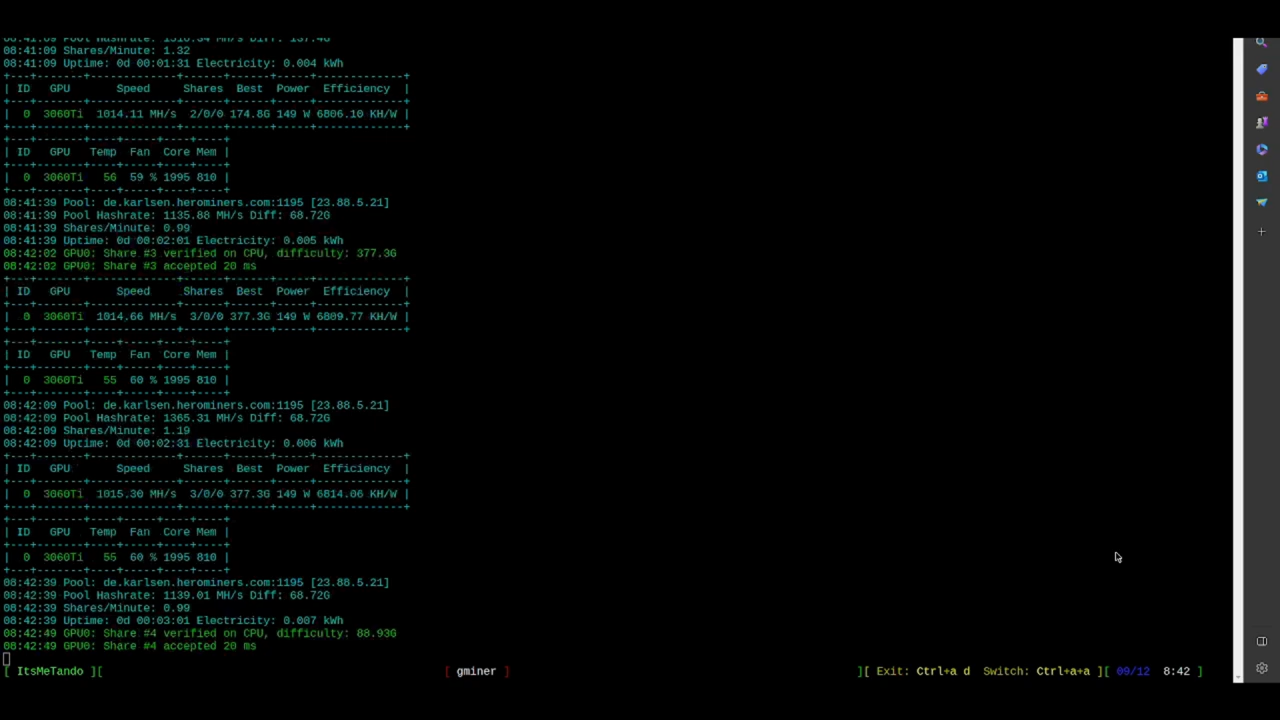 08:41:09 Pool Hashrate: 1516.34 MH/s Diff: 137.4G
08:41:09 Shares/Minute: 1.32
08:41:09 Uptime: 0d 00:01:31 Electricity: 0.004 kWh
+---+-------+---------------+------+------+-----+------------+
| ID   GPU       Speed     Shares  Best  Power  Efficiency  |
+---+-------+---------------+------+------+-----+------------+
|  0  3060Ti  1014.11 MH/s  2/0/0 174.8G 149 W 6806.10 KH/W |
+---+-------+---------------+------+------+-----+------------+
+---+-------+----+-----+----+----+
| ID   GPU   Temp  Fan  Core Mem |
+---+-------+----+-----+----+----+
|  0  3060Ti   56  59 % 1995 810 |
+---+-------+----+-----+----+----+
08:41:39 Pool: de.karlsen.herominers.com:1195 [23.88.5.21]
08:41:39 Pool Hashrate: 1135.88 MH/s Diff: 68.72G
08:41:39 Shares/Minute: 0.99
08:41:39 Uptime: 0d 00:02:01 Electricity: 0.005 kWh
08:42:02 GPU0: Share #3 verified on CPU, difficulty: 377.3G
08:42:02 GPU0: Share #3 accepted 20 ms
+---+-------+---------------+------+------+-----+------------+
| ID   GPU       Speed     Shares  Best  Power  Efficiency  |
+---+-------+---------------+------+------+-----+------------+
|  0  3060Ti  1014.66 MH/s  3/0/0 377.3G 149 W 6809.77 KH/W |
+---+-------+---------------+------+------+-----+------------+
+---+-------+----+-----+----+----+
| ID   GPU   Temp  Fan  Core Mem |
+---+-------+----+-----+----+----+
|  0  3060Ti   55  60 % 1995 810 |
+---+-------+----+-----+----+----+
08:42:09 Pool: de.karlsen.herominers.com:1195 [23.88.5.21]
08:42:09 Pool Hashrate: 1365.31 MH/s Diff: 68.72G
08:42:09 Shares/Minute: 1.19
08:42:09 Uptime: 0d 00:02:31 Electricity: 0.006 kWh
+---+-------+---------------+------+------+-----+------------+
| ID   GPU       Speed     Shares  Best  Power  Efficiency  |
+---+-------+---------------+------+------+-----+------------+
|  0  3060Ti  1015.30 MH/s  3/0/0 377.3G 149 W 6814.06 KH/W |
+---+-------+---------------+------+------+-----+------------+
+---+-------+----+-----+----+----+
| ID   GPU   Temp  Fan  Core Mem |
+---+-------+----+-----+----+----+
|  0  3060Ti   55  60 % 1995 810 |
+---+-------+----+-----+----+----+
08:42:39 Pool: de.karlsen.herominers.com:1195 [23.88.5.21]
08:42:39 Pool Hashrate: 1139.01 MH/s Diff: 68.72G
08:42:39 Shares/Minute: 0.99
08:42:39 Uptime: 0d 00:03:01 Electricity: 0.007 kWh
08:42:49 GPU0: Share #4 verified on CPU, difficulty: 88.93G
08:42:49 GPU0: Share #4 accepted 20 ms
[ ItsMeTando ][ [ gminer ] ][ Exit: Ctrl+a d  Switch: Ctrl+a+a ][ 09/12  8:42 ]